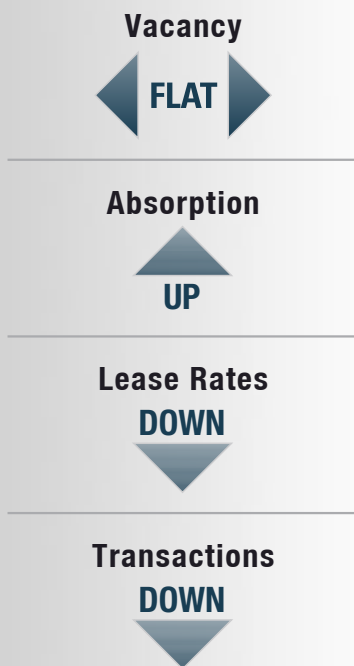 Vacancy
FLAT
Absorption
UP
Lease Rates
DOWN
Transactions
DOWN